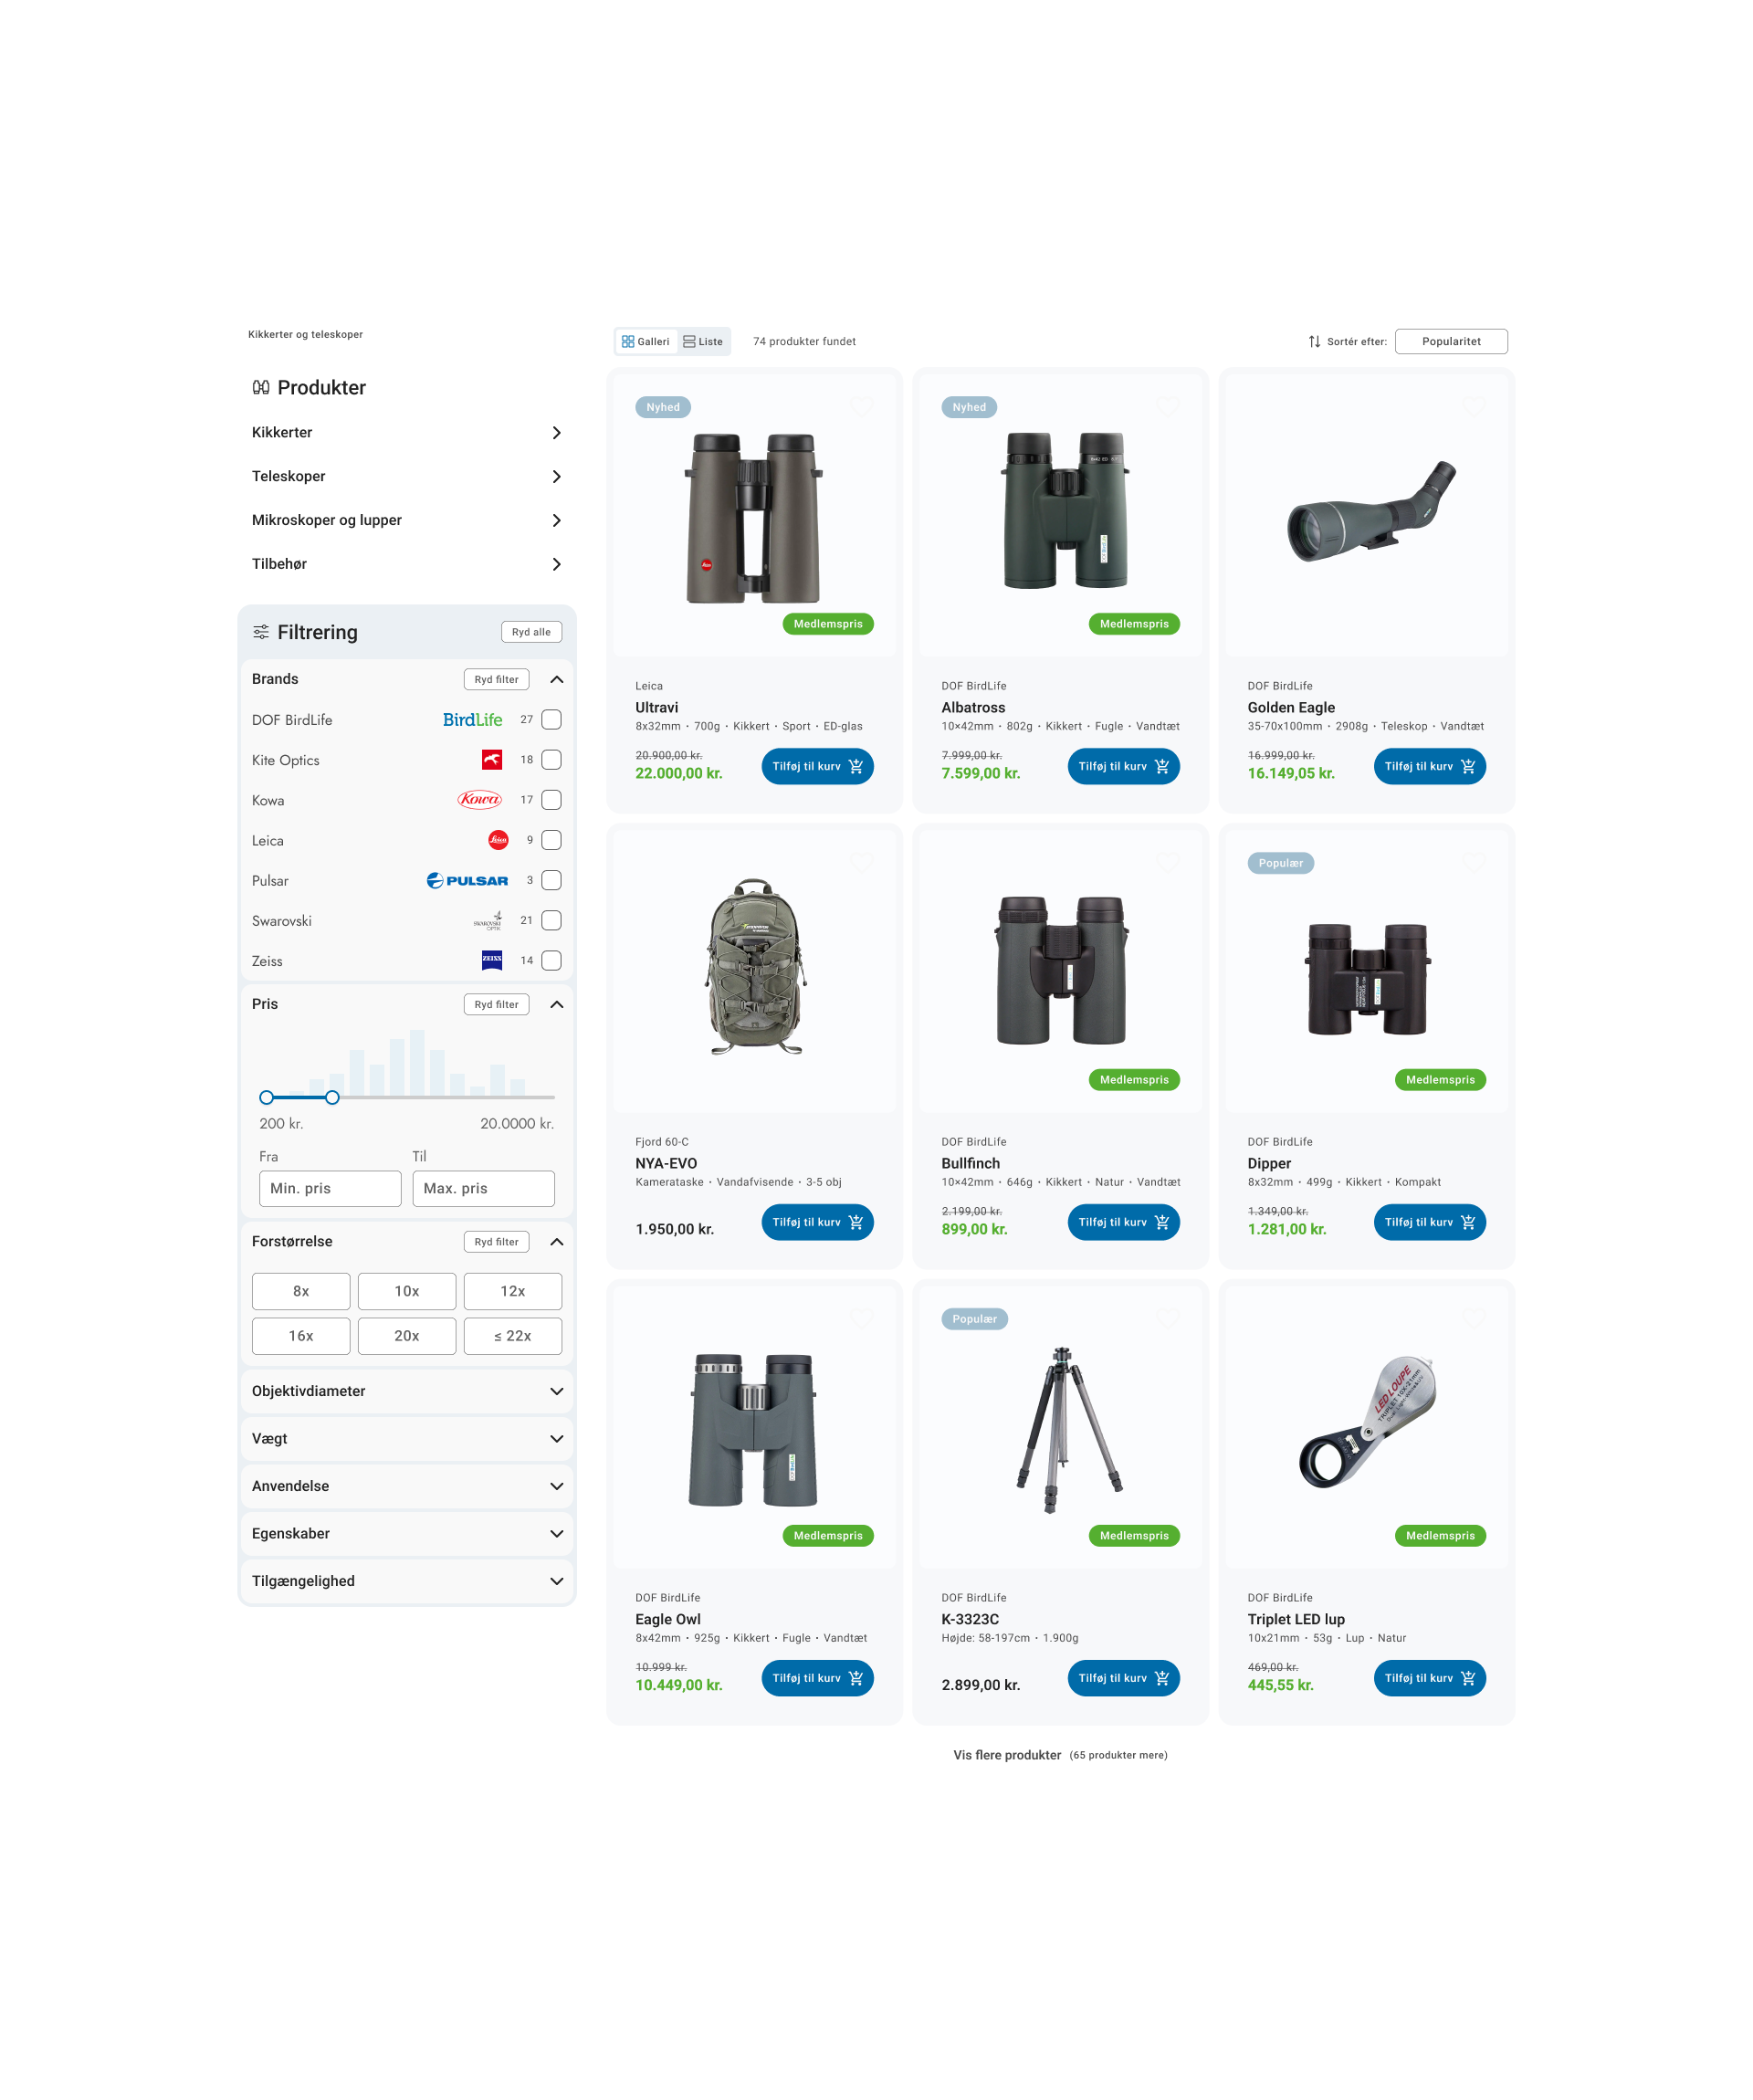 Kikkerter og teleskoper
Produkter
Kikkerter
Teleskoper
Mikroskoper og lupper
Tilbehør
Filtrering
Ryd alle
Brands
Ryd filter
DOF BirdLife BirdLife 27
Kite Optics 18
Kowa Kowa 17
Leica Leica 9
Pulsar PULSAR 3
Swarovski SWAROVSKI OPTIK 21
Zeiss ZEISS 14
Pris
Ryd filter
200 kr. 20.0000 kr.
Fra Til
Min. pris Max. pris
Forstørrelse
Ryd filter
8x 10x 12x
16x 20x ≤ 22x
Objektivdiameter
Vægt
Anvendelse
Egenskaber
Tilgængelighed
Galleri Liste
74 produkter fundet
Sortér efter: Popularitet
Nyhed
Medlemspris
Leica
Ultravi
8x32mm • 700g • Kikkert • Sport • ED-glas
20.900,00 kr.
22.000,00 kr.
Tilføj til kurv
Nyhed
Medlemspris
DOF BirdLife
Albatross
10×42mm • 802g • Kikkert • Fugle • Vandtæt
7.999,00 kr.
7.599,00 kr.
Tilføj til kurv
DOF BirdLife
Golden Eagle
35-70x100mm • 2908g • Teleskop • Vandtæt
16.999,00 kr.
16.149,05 kr.
Tilføj til kurv
Fjord 60-C
NYA-EVO
Kamerataske • Vandafvisende • 3-5 obj
1.950,00 kr.
Tilføj til kurv
Medlemspris
DOF BirdLife
Bullfinch
10×42mm • 646g • Kikkert • Natur • Vandtæt
2.199,00 kr.
899,00 kr.
Tilføj til kurv
Populær
Medlemspris
DOF BirdLife
Dipper
8x32mm • 499g • Kikkert • Kompakt
1.349,00 kr.
1.281,00 kr.
Tilføj til kurv
Medlemspris
DOF BirdLife
Eagle Owl
8x42mm • 925g • Kikkert • Fugle • Vandtæt
10.999 kr.
10.449,00 kr.
Tilføj til kurv
Populær
Medlemspris
DOF BirdLife
K-3323C
Højde: 58-197cm • 1.900g
2.899,00 kr.
Tilføj til kurv
LED LOUPE
TRIPLET 10X-21mm
Medlemspris
DOF BirdLife
Triplet LED lup
10x21mm • 53g • Lup • Natur
469,00 kr.
445,55 kr.
Tilføj til kurv
Vis flere produkter (65 produkter mere)